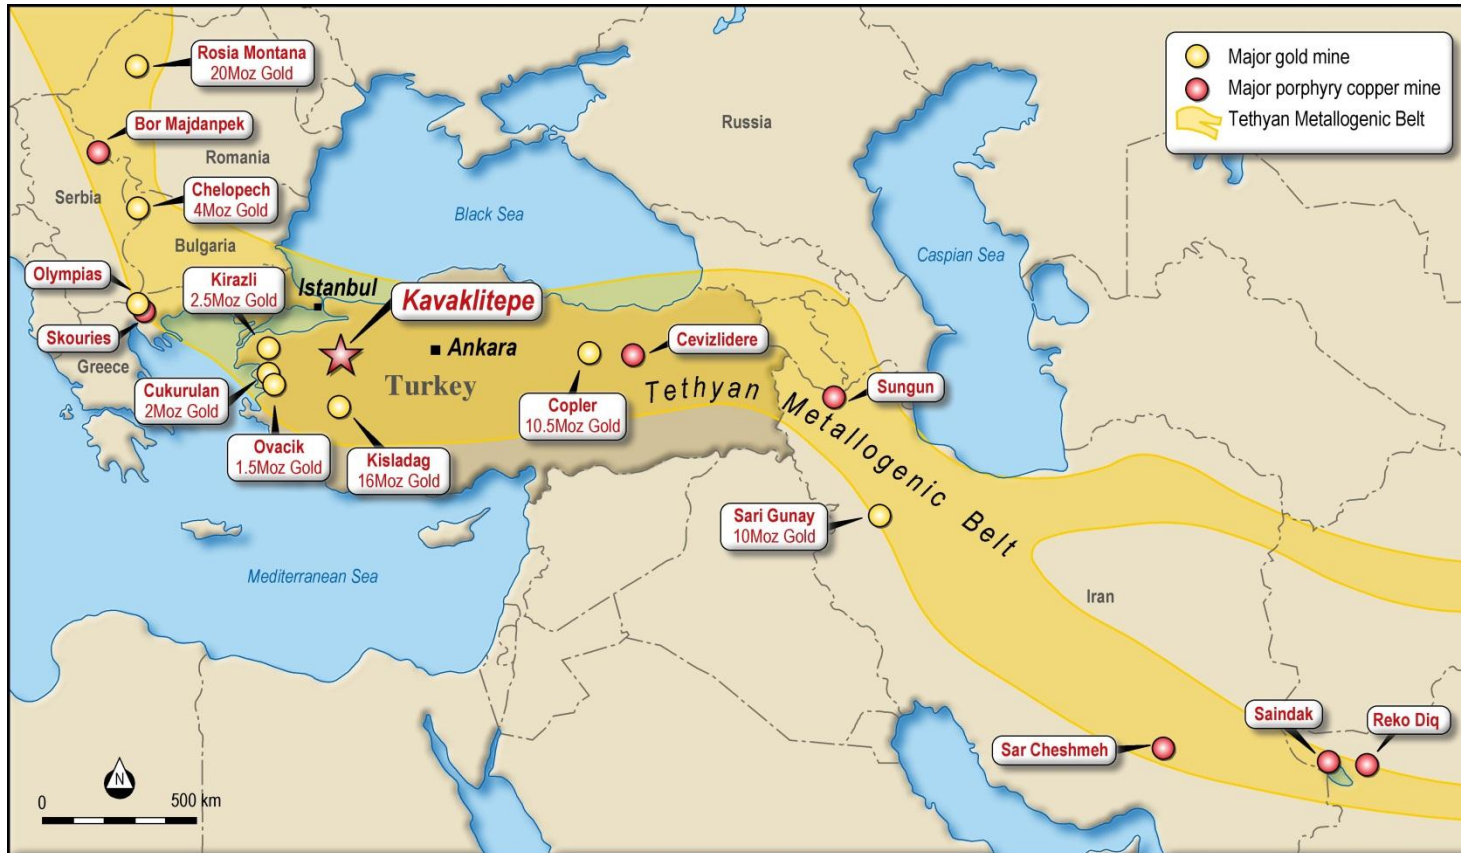 Rosia Montana
20Moz Gold
Bor Majdanpek
Romania
Serbia
Chelopech
4Moz Gold
Bulgaria
Olympias
Kirazli
2.5Moz Gold
Istanbul
Kavaklitepe
Skouries
Greece
Ankara
Turkey
Cukurulan
2Moz Gold
Ovacik
1.5Moz Gold
Kisladag
16Moz Gold
Copler
10.5Moz Gold
Cevizlidere
Sungun
Tethyan Metallogenic Belt
Sari Gunay
10Moz Gold
Black Sea
Russia
Caspian Sea
Mediterranean Sea
Iran
Sar Cheshmeh
Saindak
Reko Diq
Major gold mine
Major porphyry copper mine
Tethyan Metallogenic Belt
N
0 500 km